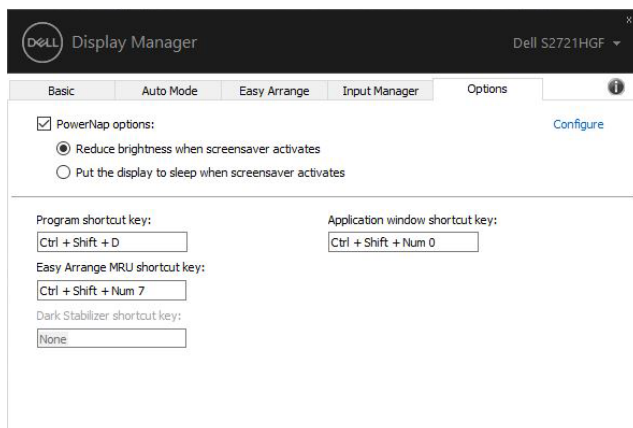 DELL Display Manager
Dell S2721HGF
Basic Auto Mode Easy Arrange Input Manager Options
PowerNap options:
Configure
Reduce brightness when screensaver activates
Put the display to sleep when screensaver activates
Program shortcut key:
Application window shortcut key:
Ctrl + Shift + D
Ctrl + Shift + Num 0
Easy Arrange MRU shortcut key:
Ctrl + Shift + Num 7
Dark Stabilizer shortcut key:
None